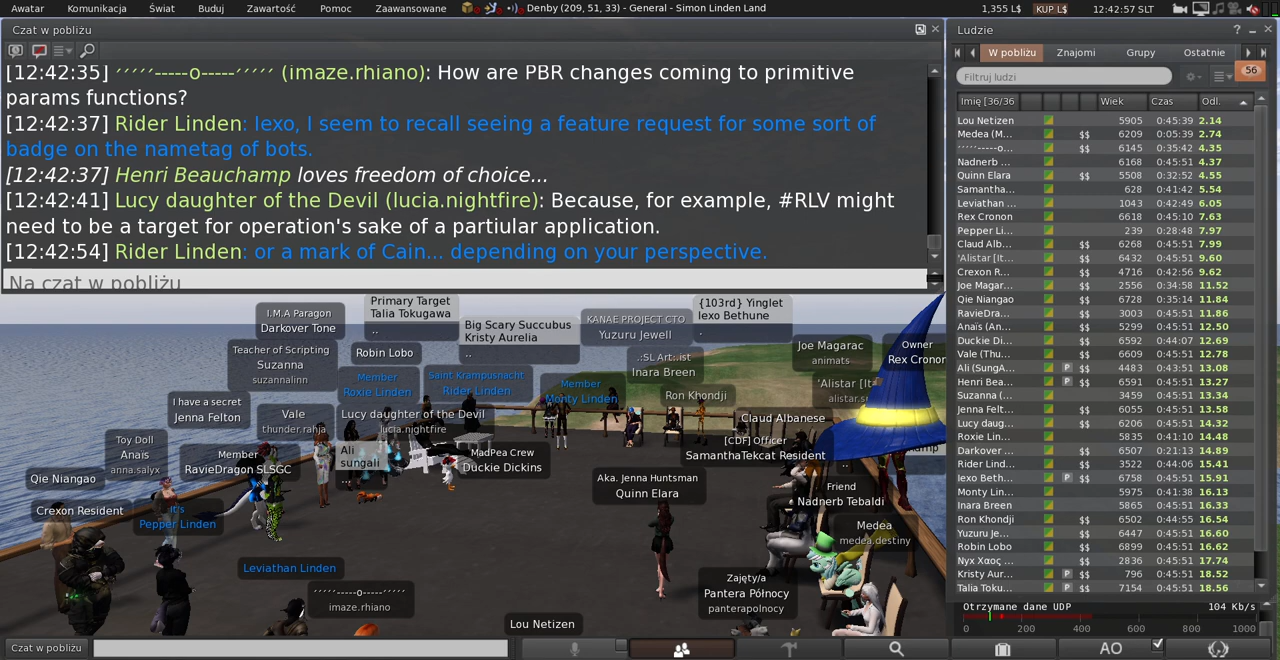 Awatar Komunikacja Świat Buduj Zawartość Pomoc Zaawansowane Denby (209, 51, 33) - General - Simon Linden Land 1,355 L$ KUP L$ 12:42:57 SLT
Czat w pobliżu
[12:42:35] ՛՛՛՛՛-----o-----՛՛՛՛՛ (imaze.rhiano): How are PBR changes coming to primitive
params functions?
[12:42:37] Rider Linden: Iexo, I seem to recall seeing a feature request for some sort of
badge on the nametag of bots.
[12:42:37] Henri Beauchamp loves freedom of choice...
[12:42:41] Lucy daughter of the Devil (lucia.nightfire): Because, for example, #RLV might
need to be a target for operation's sake of a partiular application.
[12:42:54] Rider Linden: or a mark of Cain... depending on your perspective.
Na czat w pobliżu
Primary Target
Talia Tokugawa
..
{103rd} Yinglet
Iexo Bethune
.
I.M.A Paragon
Darkover Tone
Big Scary Succubus
Kristy Aurelia
..
KANAE PROJECT CTO
Yuzuru Jewell
Teacher of Scripting
Suzanna
suzannalinn
Robin Lobo
.:SL Art:.ist
Inara Breen
Joe Magarac
animats
Owner
Rex Cronon
Member
Roxie Linden
Saint Krampusnacht
Rider Linden
Member
Monty Linden
'Alistar [It
alistar.s
Ron Khondji
I have a secret
Jenna Felton
Vale
thunder.rahja
Lucy daughter of the Devil
lucia.nightfire
Claud Albanese
Toy Doll
Anais
anna.salyx
Member
RavieDragon SLSGC
Ali
sungali
...
MadPea Crew
Duckie Dickins
[CDF] Officer
SamanthaTekcat Resident
..
Qie Niangao
Aka. Jenna Huntsman
Quinn Elara
Friend
Nadnerb Tebaldi
Crexon Resident
It's
Pepper Linden
Medea
medea.destiny
Leviathan Linden
՛՛՛՛՛-----o-----՛՛՛՛՛
imaze.rhiano
Zajęty/a
Pantera Północy
panterapolnocy
Lou Netizen
Czat w pobliżu
Ludzie
W pobliżu Znajomi Grupy Ostatnie
Filtruj ludzi
56
Imię [36/36 Wiek Czas Odl.
Lou Netizen 5905 0:45:39 2.14
Medea (M... $$ 6209 0:05:39 2.74
՛՛՛՛՛-----o... $$ 6145 0:35:42 4.35
Nadnerb ... 6168 0:45:51 4.37
Quinn Elara $$ 5508 0:32:52 4.55
Samantha... 628 0:41:42 5.54
Leviathan ... 1043 0:42:49 6.05
Rex Cronon 6618 0:45:10 7.63
Pepper Li... 239 0:28:48 7.97
Claud Alb... $$ 6268 0:45:51 7.99
'Alistar [It... $$ 6432 0:45:51 9.60
Crexon R... $$ 4716 0:42:56 9.62
Joe Magar... $$ 2556 0:34:58 11.52
Qie Niangao $$ 6728 0:35:14 11.84
RavieDra... $$ 3003 0:45:51 11.86
Anaïs (An... $$ 5299 0:45:51 12.50
Duckie Di... $$ 6592 0:44:07 12.69
Vale (Thu... $$ 6609 0:45:51 12.78
Ali (SungA... P $$ 4483 0:43:51 13.08
Henri Bea... P $$ 6591 0:45:51 13.27
Suzanna (... $$ 3459 0:45:51 13.34
Jenna Felt... $$ 6055 0:45:51 13.58
Lucy daug... $$ 6206 0:45:51 14.32
Roxie Lin... 5835 0:41:10 14.48
Darkover ... $$ 6507 0:21:13 14.89
Rider Lind... $$ 3522 0:44:06 15.41
Iexo Beth... P $$ 6758 0:45:51 15.91
Monty Lin... 5975 0:41:38 16.13
Inara Breen 5865 0:45:51 16.33
Ron Khondji $$ 6502 0:44:55 16.54
Yuzuru Je... $$ 6447 0:45:51 16.60
Robin Lobo $$ 6899 0:45:51 16.62
Nyx Χαος ... $$ 2836 0:45:51 17.74
Kristy Aur... P $$ 796 0:45:51 18.52
Talia Toku... P $$ 7154 0:45:51 18.56
Otrzymane dane UDP 104 Kb/s
0 200 400 600 800 1000
AO